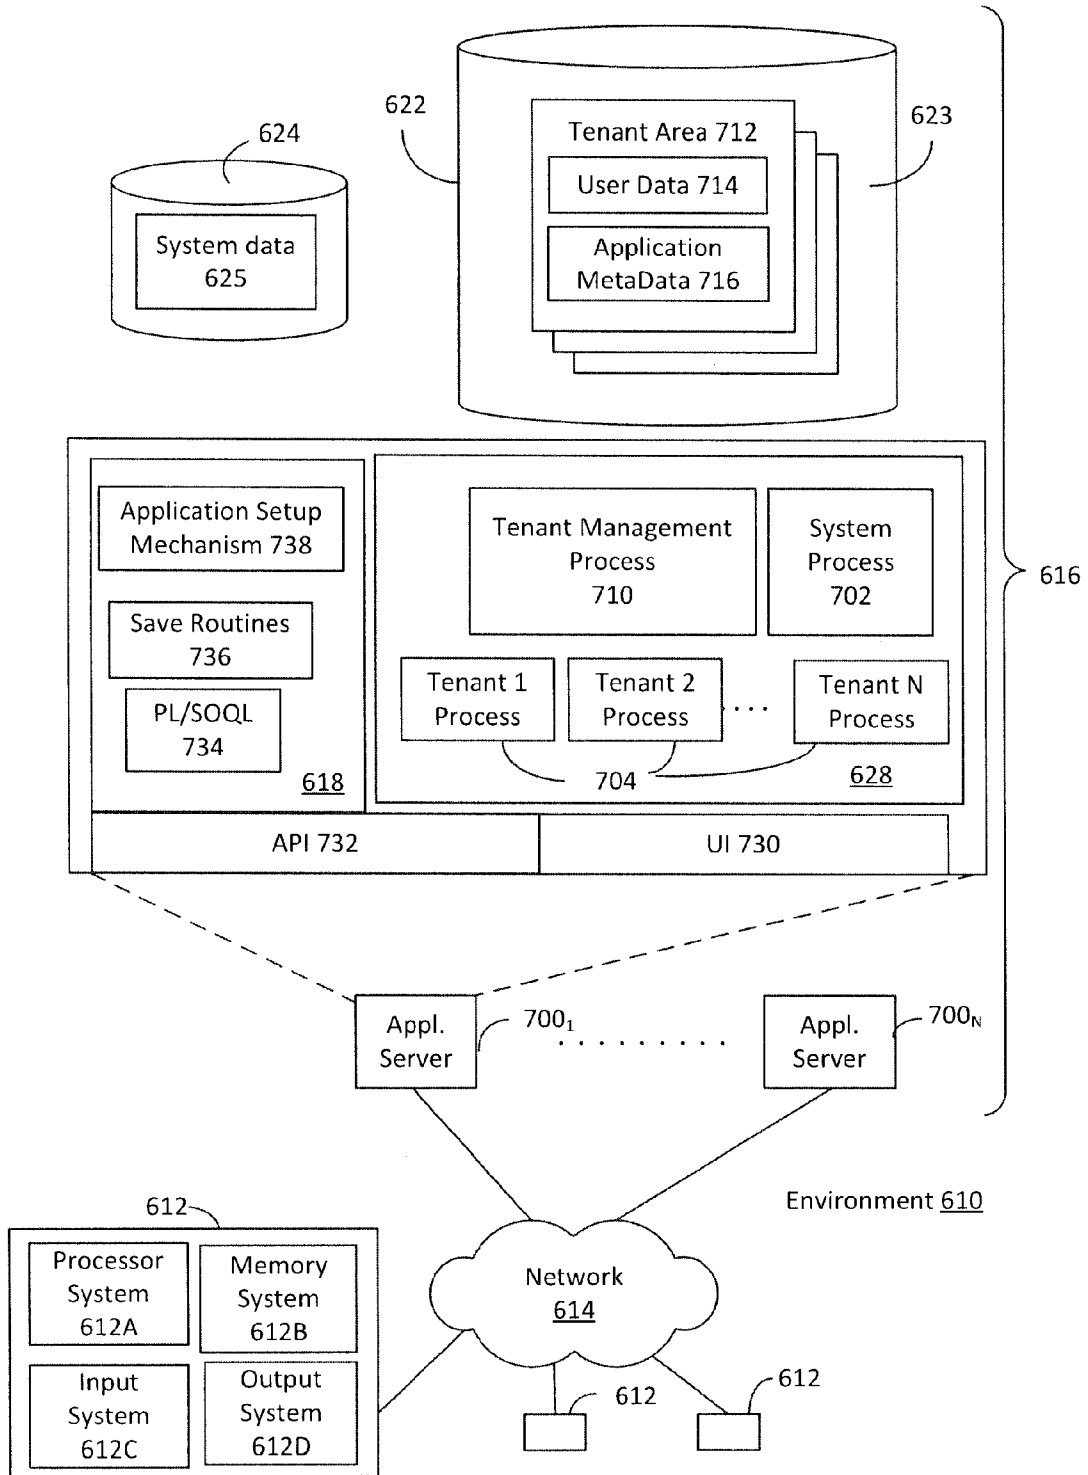 622
623
624
Tenant Area 712
User Data 714
Application
MetaData 716
System data
625
Application Setup
Mechanism 738
Save Routines
736
PL/SOQL
734
618
Tenant Management
Process
710
System
Process
702
616
Tenant 1
Process
Tenant 2
Process
. . . .
Tenant N
Process
704
628
API 732
UI 730
Appl.
Server
700₁
. . . . . . . . .
Appl.
Server
700N
Environment 610
612
Processor
System
612A
Memory
System
612B
Input
System
612C
Output
System
612D
Network
614
612
612